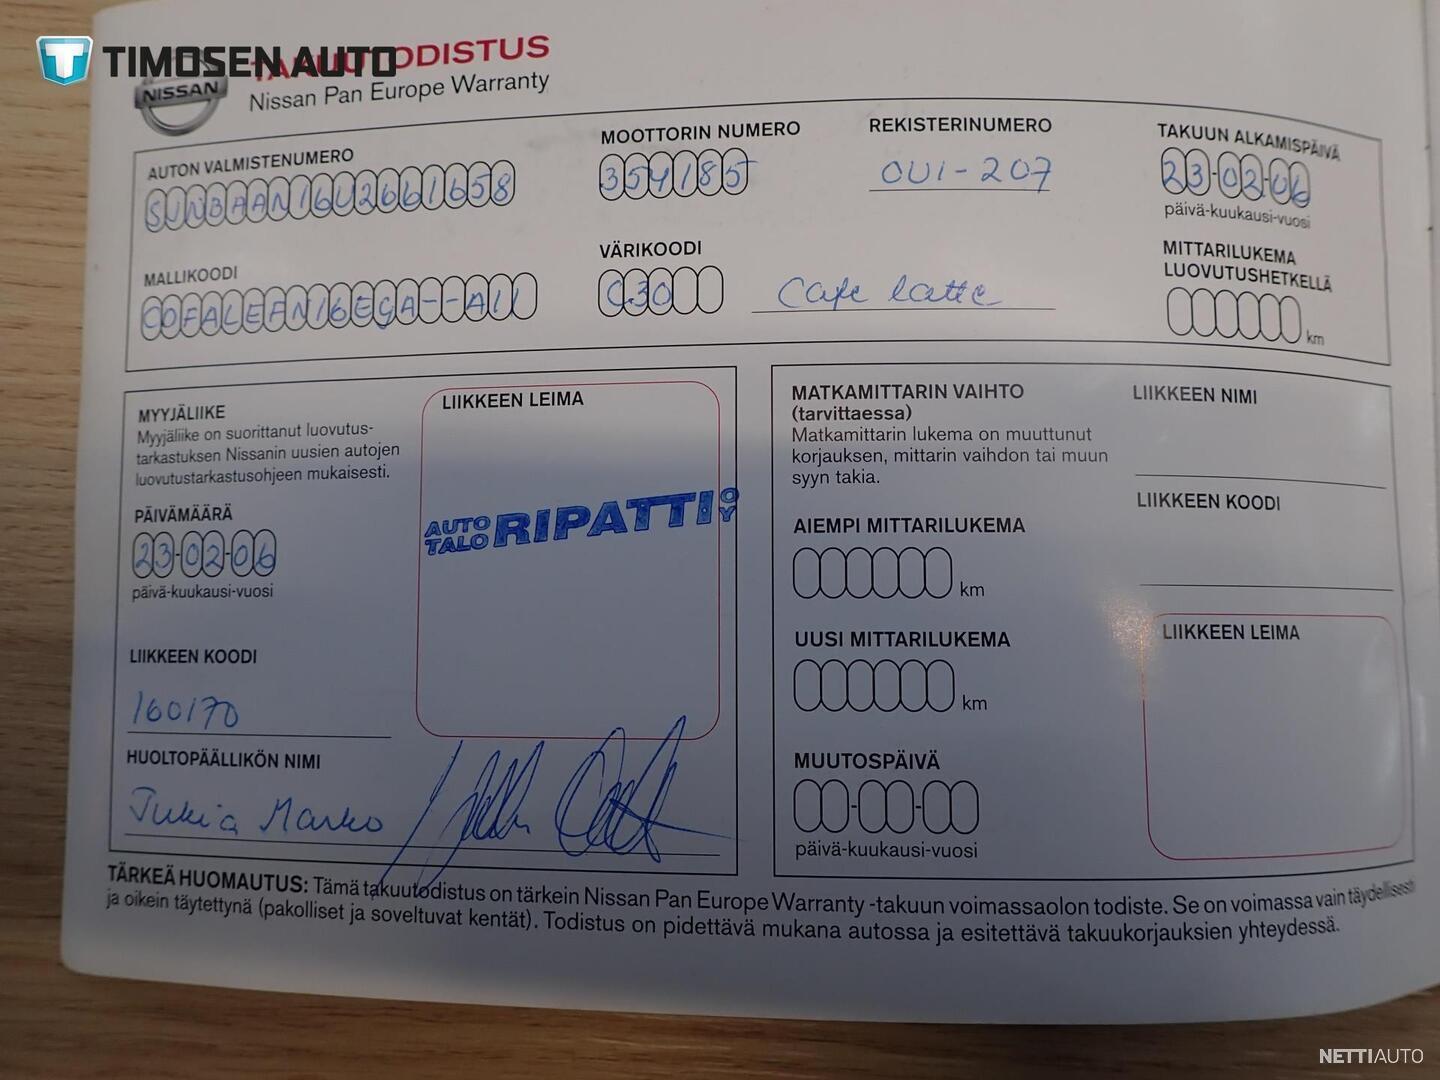 TIMOSEN AUTO
TAKUUTODISTUS
NISSAN
Nissan Pan Europe Warranty
AUTON VALMISTENUMERO
SJNBAAN16U2661658
MOOTTORIN NUMERO
354185
REKISTERINUMERO
OUI-207
TAKUUN ALKAMISPÄIVÄ
23-02-06
päivä-kuukausi-vuosi
MALLIKOODI
VÄRIKOODI
C30
Cafe latte
MITTARILUKEMA
LUOVUTUSHETKELLÄ
km
MYYJÄLIIKE
Myyjäliike on suorittanut luovutus-
tarkastuksen Nissanin uusien autojen
luovutustarkastusohjeen mukaisesti.
PÄIVÄMÄÄRÄ
23-02-06
päivä-kuukausi-vuosi
LIIKKEEN KOODI
160170
HUOLTOPÄÄLLIKÖN NIMI
Marko
LIIKKEEN LEIMA
AUTO
TALO RIPATTI OY
MATKAMITTARIN VAIHTO
(tarvittaessa)
Matkamittarin lukema on muuttunut
korjauksen, mittarin vaihdon tai muun
syyn takia.
AIEMPI MITTARILUKEMA
km
UUSI MITTARILUKEMA
km
MUUTOSPÄIVÄ
päivä-kuukausi-vuosi
LIIKKEEN NIMI
LIIKKEEN KOODI
LIIKKEEN LEIMA
TÄRKEÄ HUOMAUTUS: Tämä takuutodistus on tärkein Nissan Pan Europe Warranty -takuun voimassaolon todiste. Se on voimassa vain täydellisesti
ja oikein täytettynä (pakolliset ja soveltuvat kentät). Todistus on pidettävä mukana autossa ja esitettävä takuukorjauksien yhteydessä.
NETTIAUTO